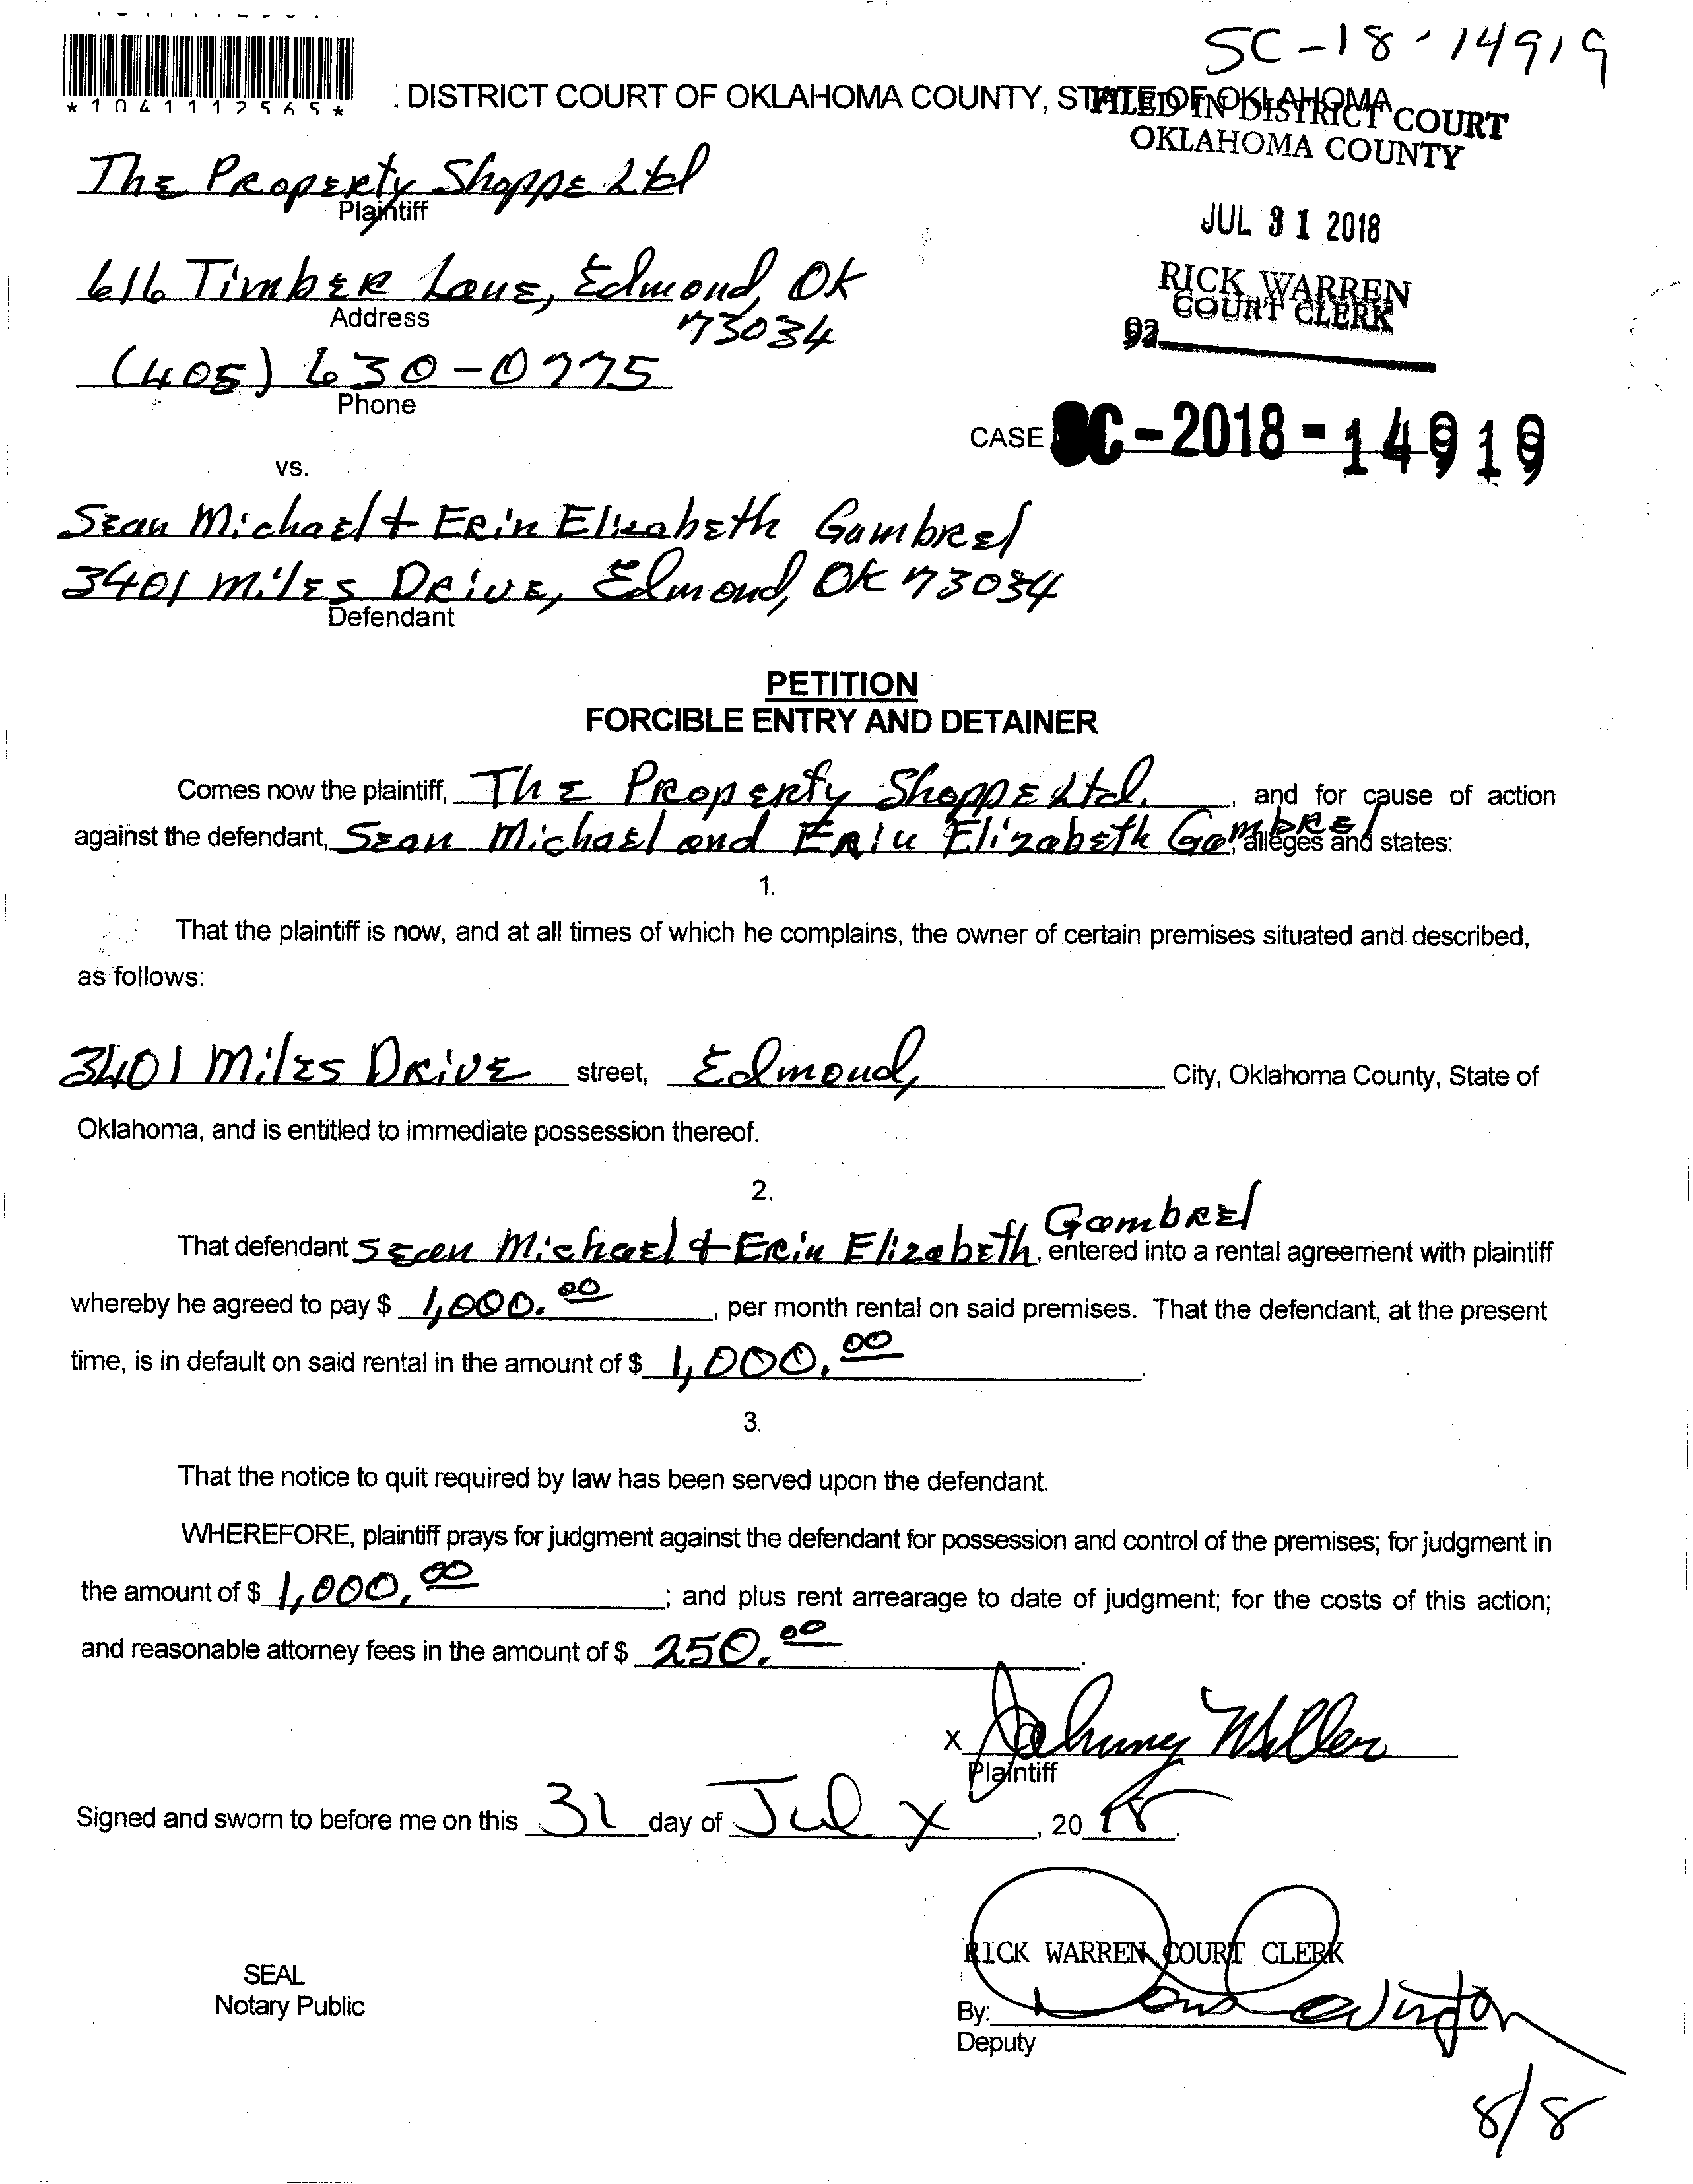 SC-18-14919
*1041112565*
: DISTRICT COURT OF OKLAHOMA COUNTY, STATE OF OKLAHOMA
FILED IN DISTRICT COURT
OKLAHOMA COUNTY
The Property Shoppe Ltd
Plaintiff
JUL 31 2018
616 Timber Lane, Edmond, OK
73034
Address
RICK WARREN
COURT CLERK
92
(405) 630-0775
Phone
CASE SC-2018-14919
vs.
Sean Michael + Erin Elizabeth Gambrel
3401 Miles Drive, Edmond, OK 73034
Defendant
PETITION
FORCIBLE ENTRY AND DETAINER
Comes now the plaintiff, The Property Shoppe Ltd. , and for cause of action
against the defendant, Sean Michael and Erin Elizabeth Gambrel, alleges and states:
1.
That the plaintiff is now, and at all times of which he complains, the owner of certain premises situated and described,
as follows:
3401 Miles Drive street, Edmond, City, Oklahoma County, State of
Oklahoma, and is entitled to immediate possession thereof.
2.
That defendant Sean Michael + Erin Elizabeth Gambrel, entered into a rental agreement with plaintiff
whereby he agreed to pay $ 1,000.00 , per month rental on said premises. That the defendant, at the present
time, is in default on said rental in the amount of $ 1,000.00 .
3.
That the notice to quit required by law has been served upon the defendant.
WHEREFORE, plaintiff prays for judgment against the defendant for possession and control of the premises; for judgment in
the amount of $ 1,000.00 ; and plus rent arrearage to date of judgment; for the costs of this action;
and reasonable attorney fees in the amount of $ 250.00 .
x Johnny Miller
Plaintiff
Signed and sworn to before me on this 31 day of July , 20 18.
RICK WARREN COURT CLERK
SEAL
Notary Public
By:
Deputy
8/8